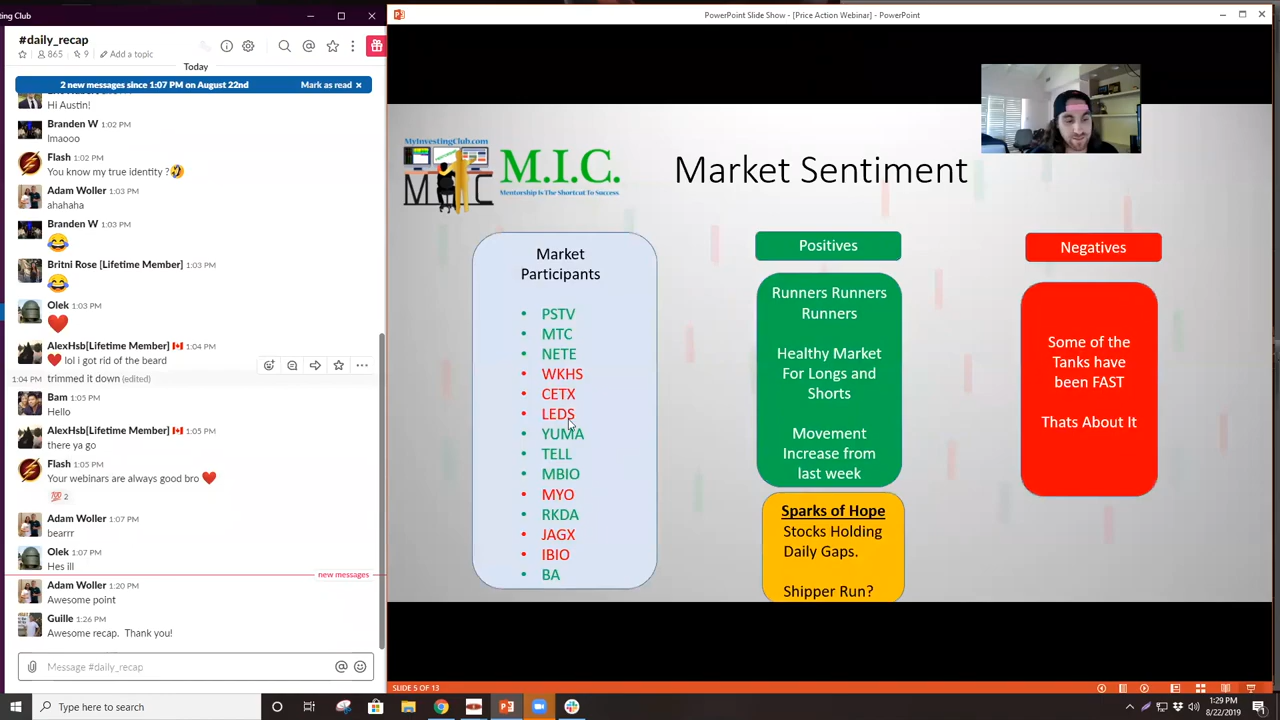 nvesting Club
#daily_recap
865
9
Add a topic
Today
2 new messages since 1:07 PM on August 22nd
Mark as read ×
Hi Austin!
Branden W 1:02 PM
lmaooo
Flash 1:02 PM
You know my true identity ?🤣
Adam Woller 1:03 PM
ahahaha
Branden W 1:03 PM
😂
Britni Rose [Lifetime Member] 1:03 PM
😂
Olek 1:03 PM
❤️
AlexHsb[Lifetime Member] 🇨🇦 1:04 PM
❤️ lol i got rid of the beard
1:04 PM trimmed it down (edited)
Bam 1:05 PM
Hello
AlexHsb[Lifetime Member] 🇨🇦 1:05 PM
there ya go
Flash 1:05 PM
Your webinars are always good bro ❤️
💯 2
Adam Woller 1:07 PM
bearrr
Olek 1:07 PM
Hes ill
new messages
Adam Woller 1:20 PM
Awesome point
Guille 1:26 PM
Awesome recap. Thank you!
Message #daily_recap
PowerPoint Slide Show - [Price Action Webinar] - PowerPoint
MyInvestingClub.com
MIC
M.I.C.
Mentorship Is The Shortcut To Success.
Market Sentiment
Market
Participants
• PSTV
• MTC
• NETE
• WKHS
• CETX
• LEDS
• YUMA
• TELL
• MBIO
• MYO
• RKDA
• JAGX
• IBIO
• BA
Positives
Runners Runners
Runners
Healthy Market
For Longs and
Shorts
Movement
Increase from
last week
Sparks of Hope
Stocks Holding
Daily Gaps.
Shipper Run?
Negatives
Some of the
Tanks have
been FAST
Thats About It
SLIDE 5 OF 13
Type here to search
1:29 PM
8/22/2019